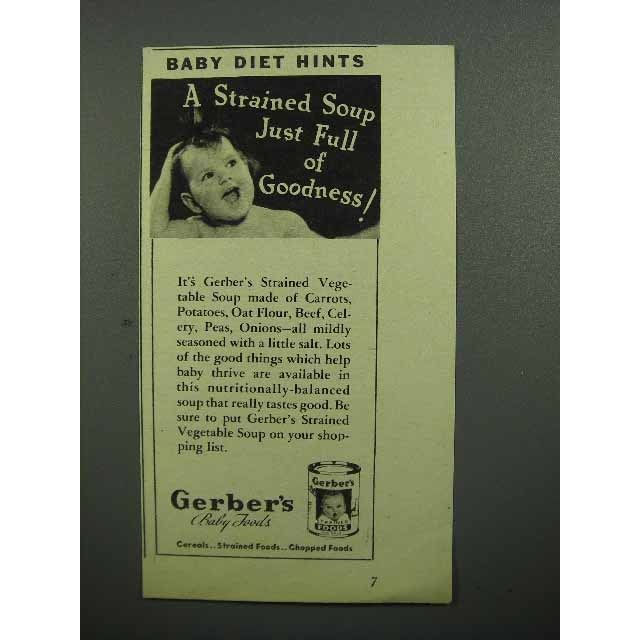 BABY DIET HINTS
A Strained Soup
Just Full
of
Goodness!
It's Gerber's Strained Vege-
table Soup made of Carrots,
Potatoes, Oat Flour, Beef, Cel-
ery, Peas, Onions—all mildly
seasoned with a little salt. Lots
of the good things which help
baby thrive are available in
this nutritionally-balanced
soup that really tastes good. Be
sure to put Gerber's Strained
Vegetable Soup on your shop-
ping list.
Gerber's
STRAINED
FOODS
Gerber's
Baby Foods
Cereals.. Strained Foods.. Chopped Foods
7